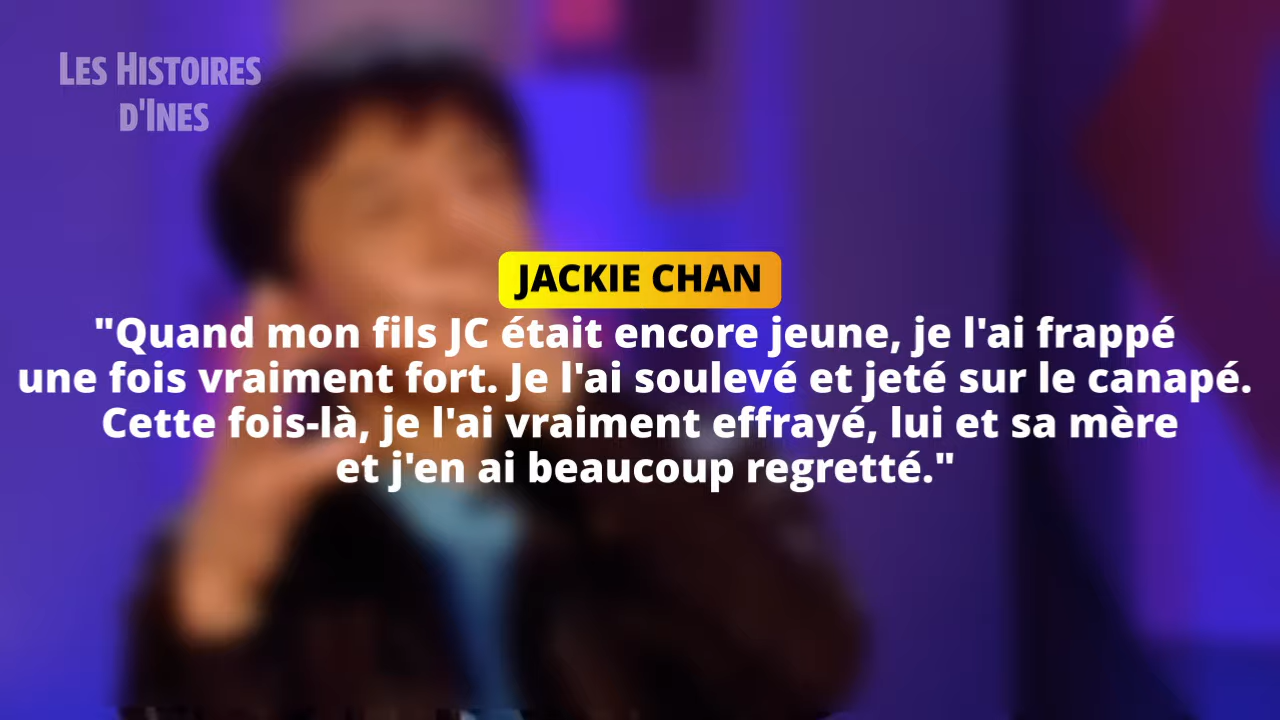 LES HISTOIRES
D'INES
JACKIE CHAN
"Quand mon fils JC était encore jeune, je l'ai frappé
une fois vraiment fort. Je l'ai soulevé et jeté sur le canapé.
Cette fois-là, je l'ai vraiment effrayé, lui et sa mère
et j'en ai beaucoup regretté."